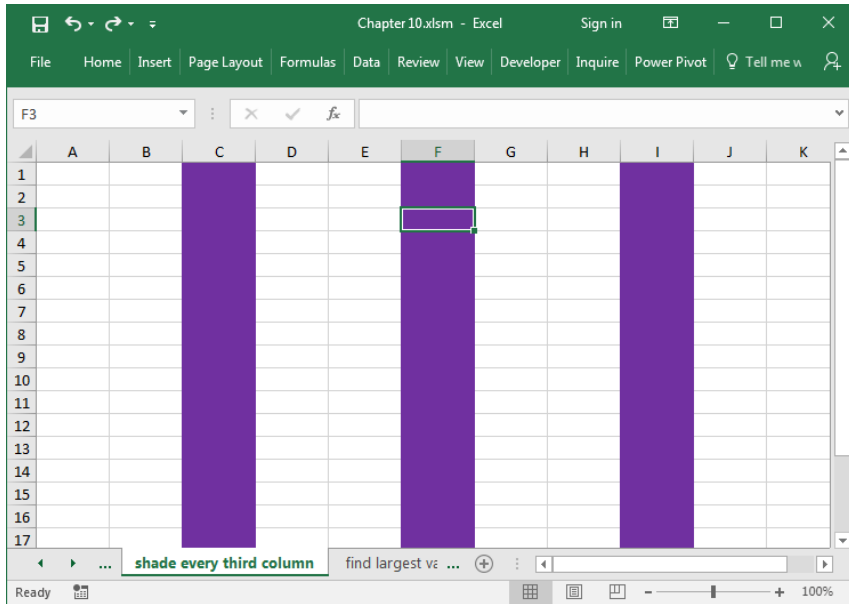 Chapter 10.xlsm - Excel Sign in
File Home Insert Page Layout Formulas Data Review View Developer Inquire Power Pivot Tell me w
F3 fx
A B C D E F G H I J K
1
2
3
4
5
6
7
8
9
10
11
12
13
14
15
16
17
... shade every third column find largest va ...
Ready 100%